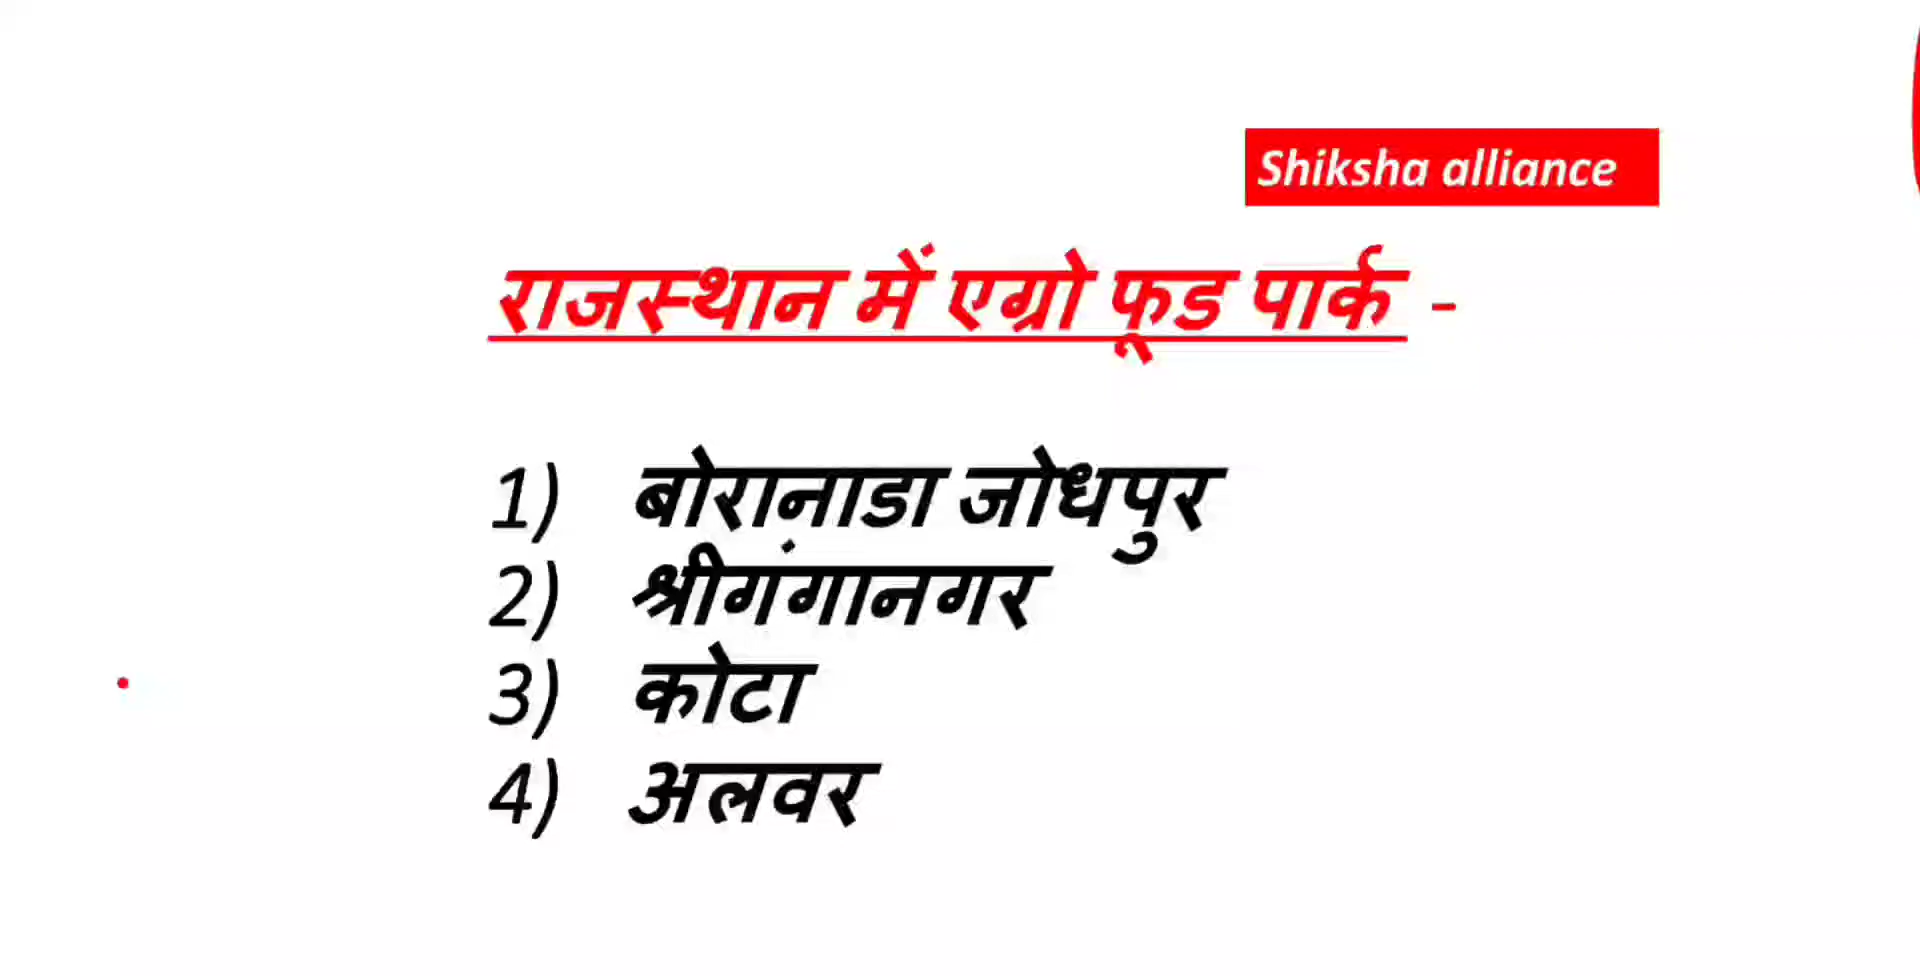 Shiksha alliance
राजस्थान में एग्रो फूड पार्क -
1) बोरानाडा जोधपुर
2) श्रीगंगानगर
3) कोटा
4) अलवर